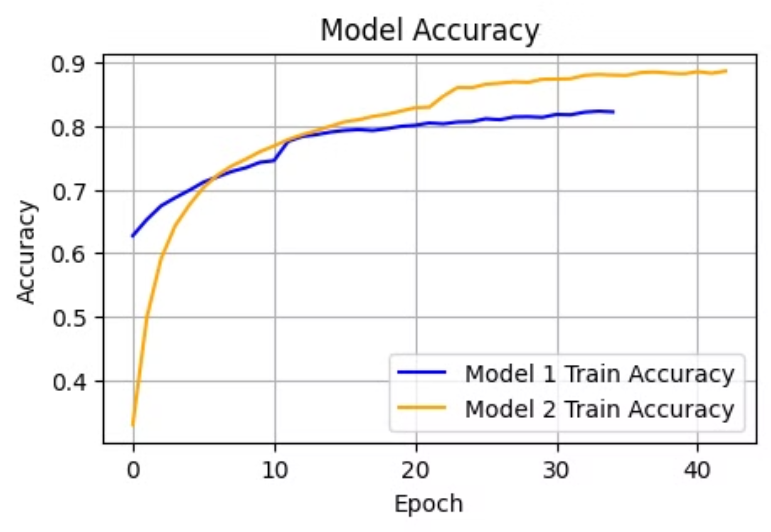 Model Accuracy
0.9
0.8
0.7
0.6
0.5
0.4
Accuracy
Model 1 Train Accuracy
Model 2 Train Accuracy
0 10 20 30 40
Epoch